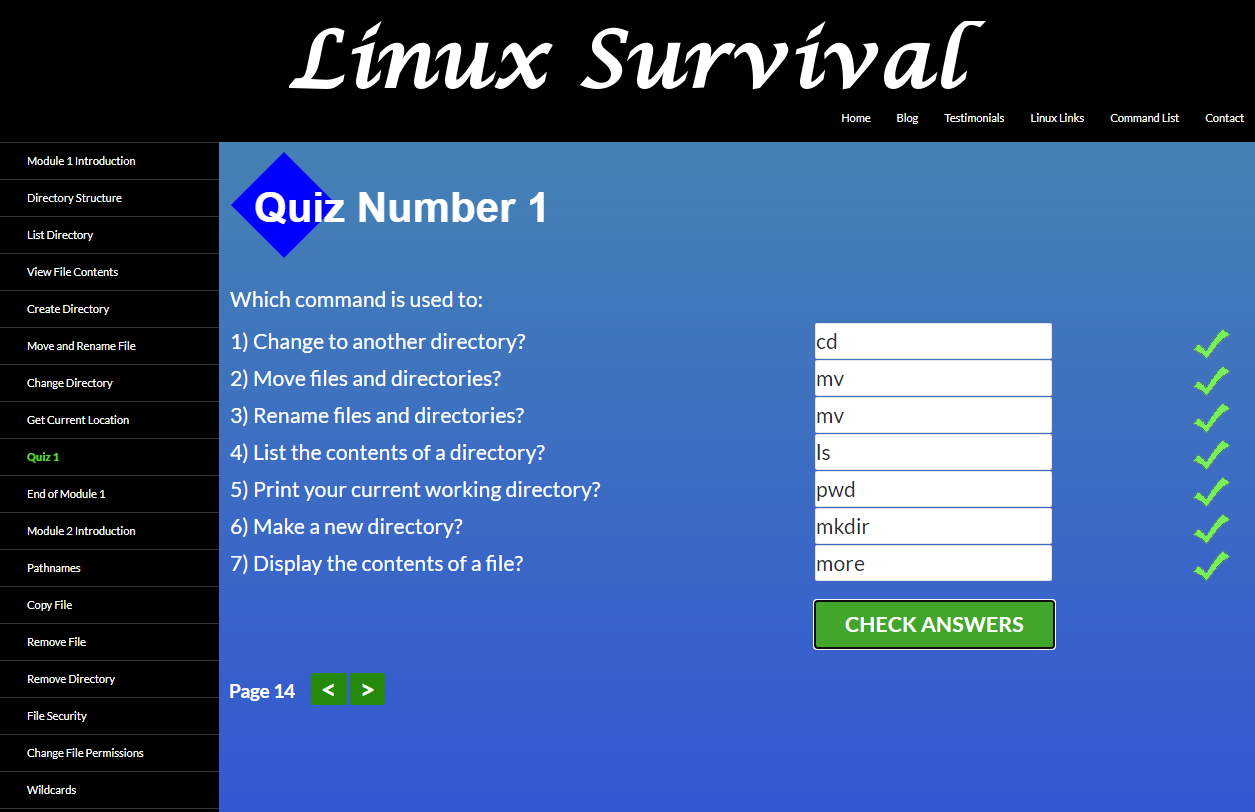 Linux Survival
Home Blog Testimonials Linux Links Command List Contact
Module 1 Introduction
Directory Structure
List Directory
View File Contents
Create Directory
Move and Rename File
Change Directory
Get Current Location
Quiz 1
End of Module 1
Module 2 Introduction
Pathnames
Copy File
Remove File
Remove Directory
File Security
Change File Permissions
Wildcards
Quiz Number 1
Which command is used to:
1) Change to another directory? cd
2) Move files and directories? mv
3) Rename files and directories? mv
4) List the contents of a directory? ls
5) Print your current working directory? pwd
6) Make a new directory? mkdir
7) Display the contents of a file? more
CHECK ANSWERS
Page 14 < >